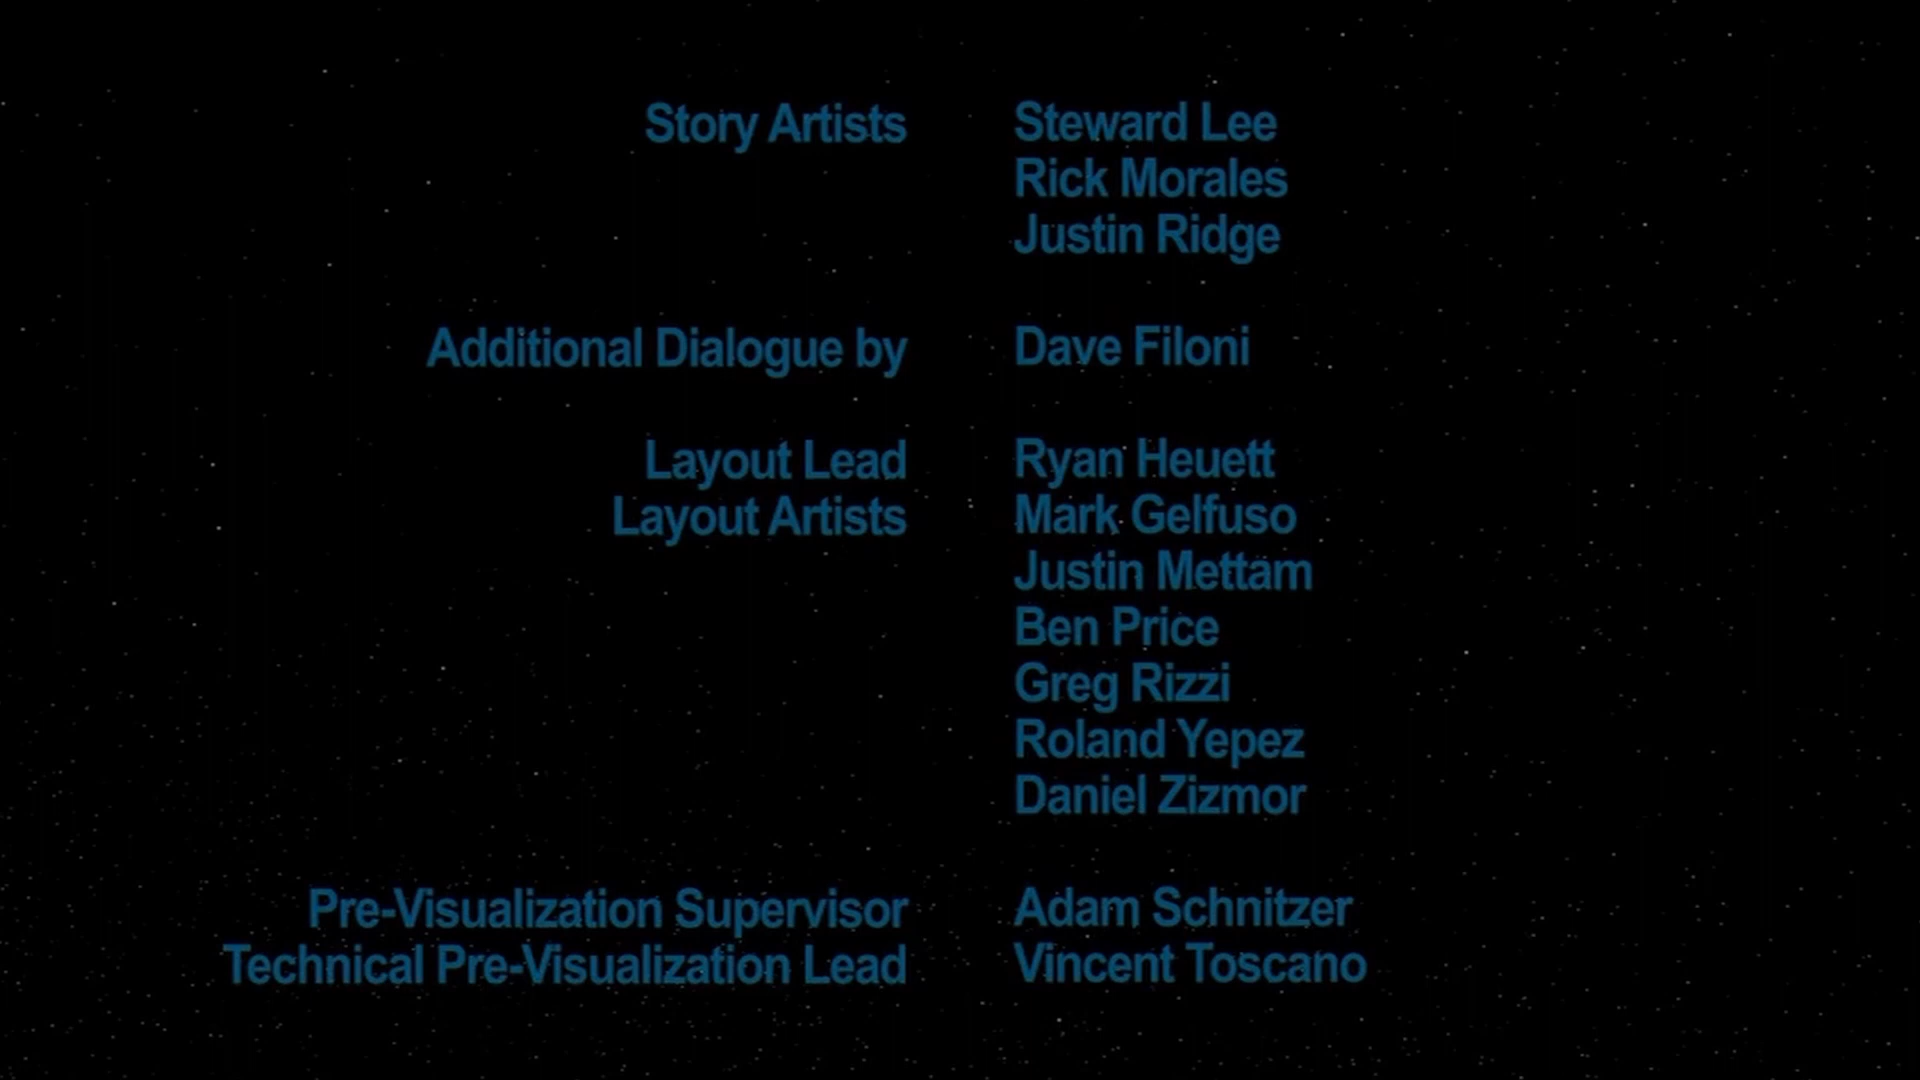 Story Artists Steward Lee
Rick Morales
Justin Ridge
Additional Dialogue by Dave Filoni
Layout Lead Ryan Heuett
Layout Artists Mark Gelfuso
Justin Mettam
Ben Price
Greg Rizzi
Roland Yepez
Daniel Zizmor
Pre-Visualization Supervisor Adam Schnitzer
Technical Pre-Visualization Lead Vincent Toscano